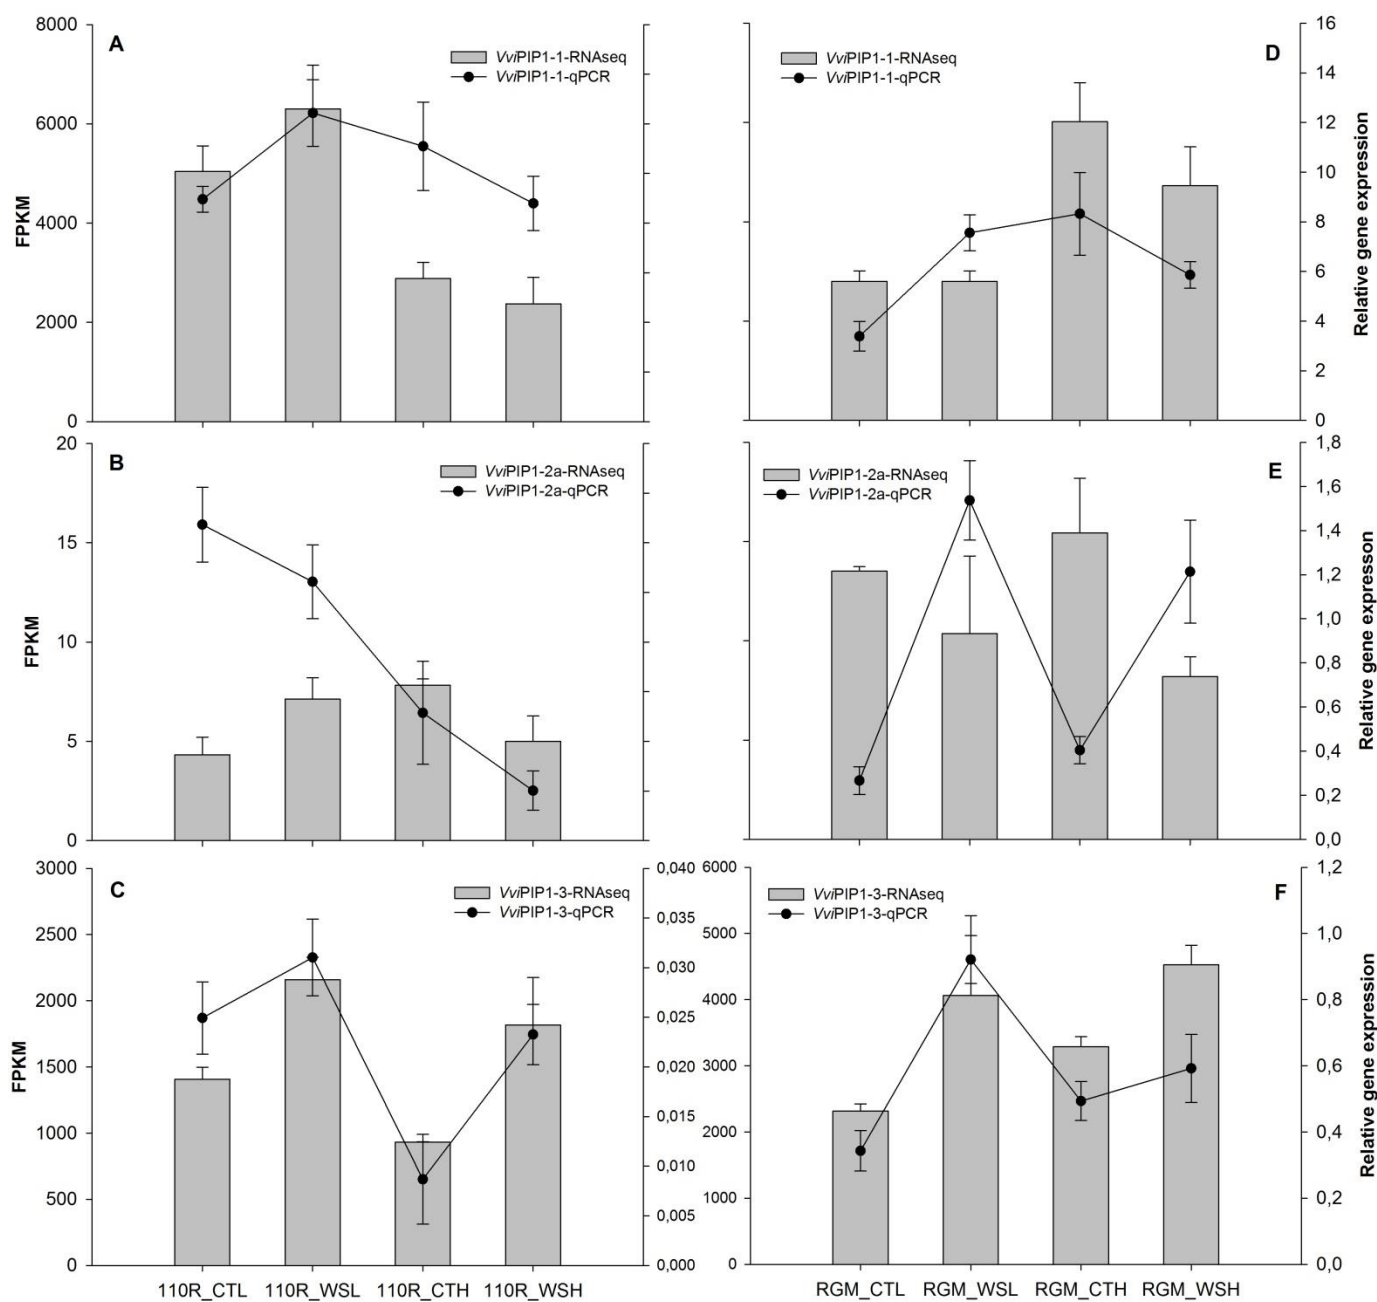 A
VviPIP1-1-RNAseq
VviPIP1-1-qPCR
8000
6000
4000
2000
0
FPKM
D
VviPIP1-1-RNAseq
VviPIP1-1-qPCR
16
14
12
10
8
6
4
2
0
Relative gene expression
B
VviPIP1-2a-RNAseq
VviPIP1-2a-qPCR
20
15
10
5
0
FPKM
E
VviPIP1-2a-RNAseq
VviPIP1-2a-qPCR
1,8
1,6
1,4
1,2
1,0
0,8
0,6
0,4
0,2
0,0
Relative gene expresson
C
VviPIP1-3-RNAseq
VviPIP1-3-qPCR
3000
2500
2000
1500
1000
500
0
FPKM
0,040
0,035
0,030
0,025
0,020
0,015
0,010
0,005
0,000
110R_CTL
110R_WSL
110R_CTH
110R_WSH
F
VviPIP1-3-RNAseq
VviPIP1-3-qPCR
6000
5000
4000
3000
2000
1000
0
1,2
1,0
0,8
0,6
0,4
0,2
0,0
Relative gene expression
RGM_CTL
RGM_WSL
RGM_CTH
RGM_WSH